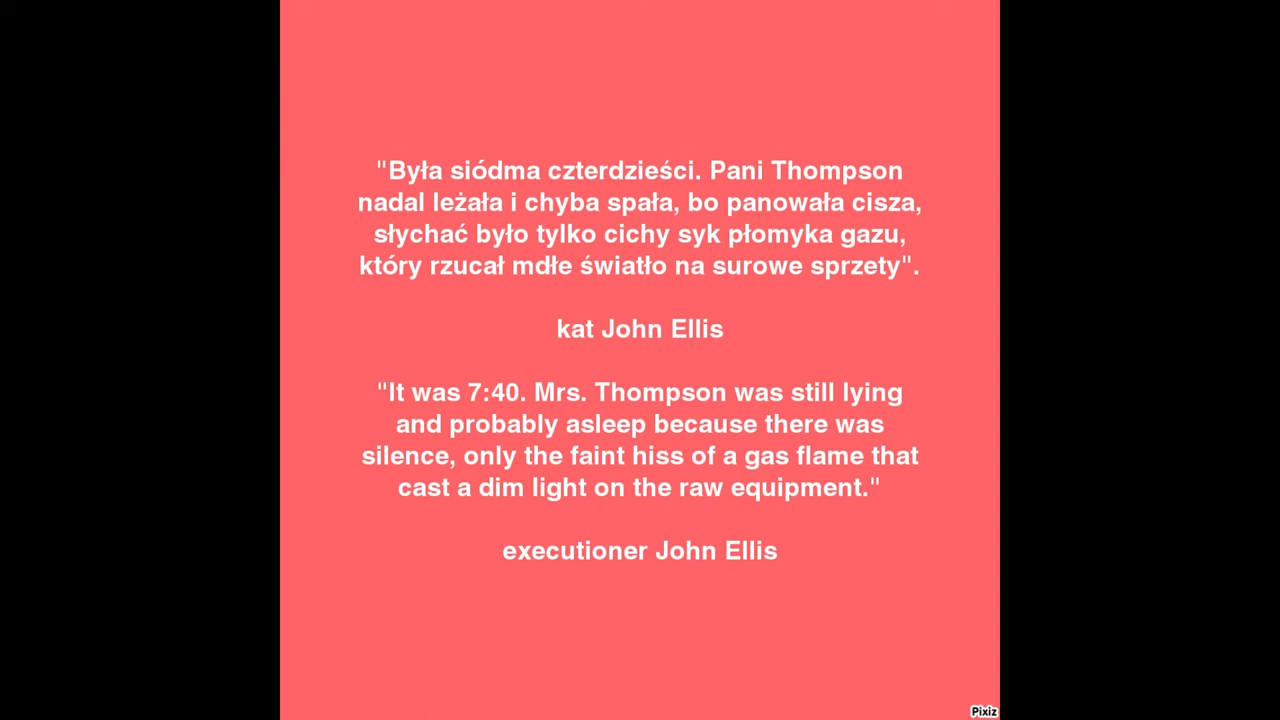 "Była siódma czterdzieści. Pani Thompson
nadal leżała i chyba spała, bo panowała cisza,
słychać było tylko cichy syk płomyka gazu,
który rzucał mdłe światło na surowe sprzety".
kat John Ellis
"It was 7:40. Mrs. Thompson was still lying
and probably asleep because there was
silence, only the faint hiss of a gas flame that
cast a dim light on the raw equipment."
executioner John Ellis
Pixiz